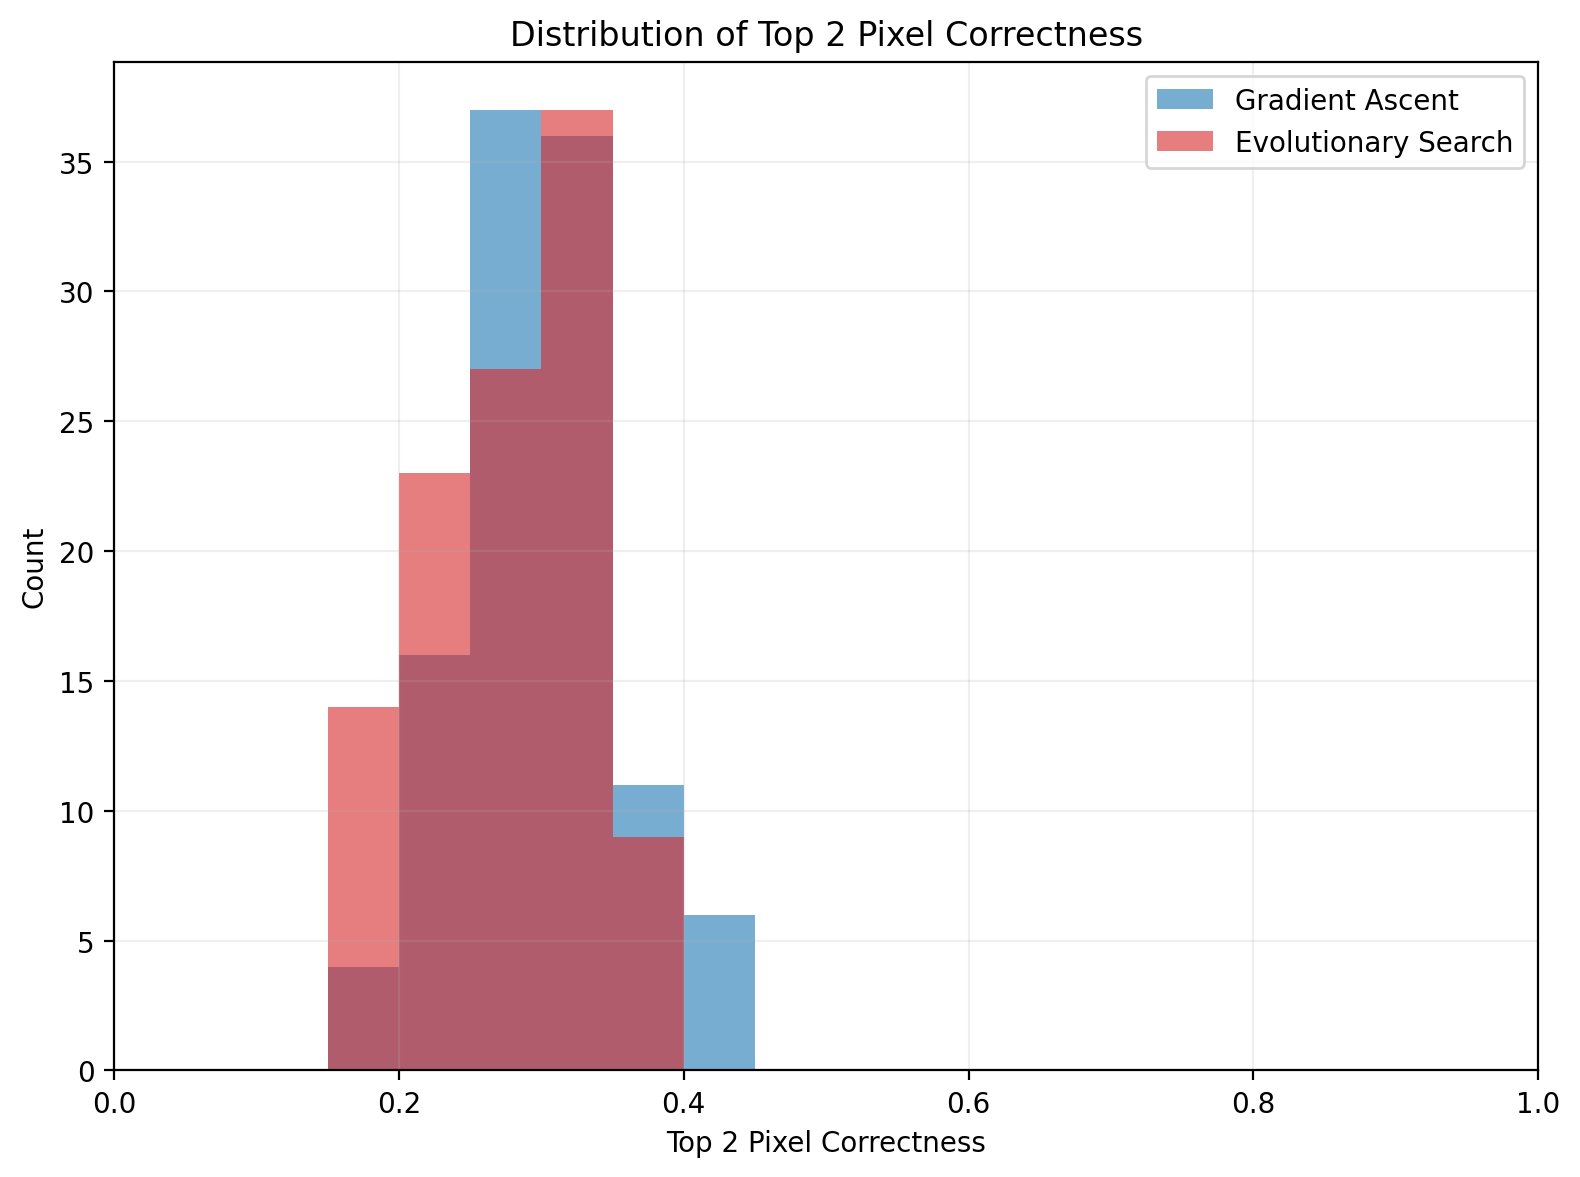 Distribution of Top 2 Pixel Correctness
Gradient Ascent
Evolutionary Search
35
30
25
20
15
10
5
0
Count
0.0 0.2 0.4 0.6 0.8 1.0
Top 2 Pixel Correctness